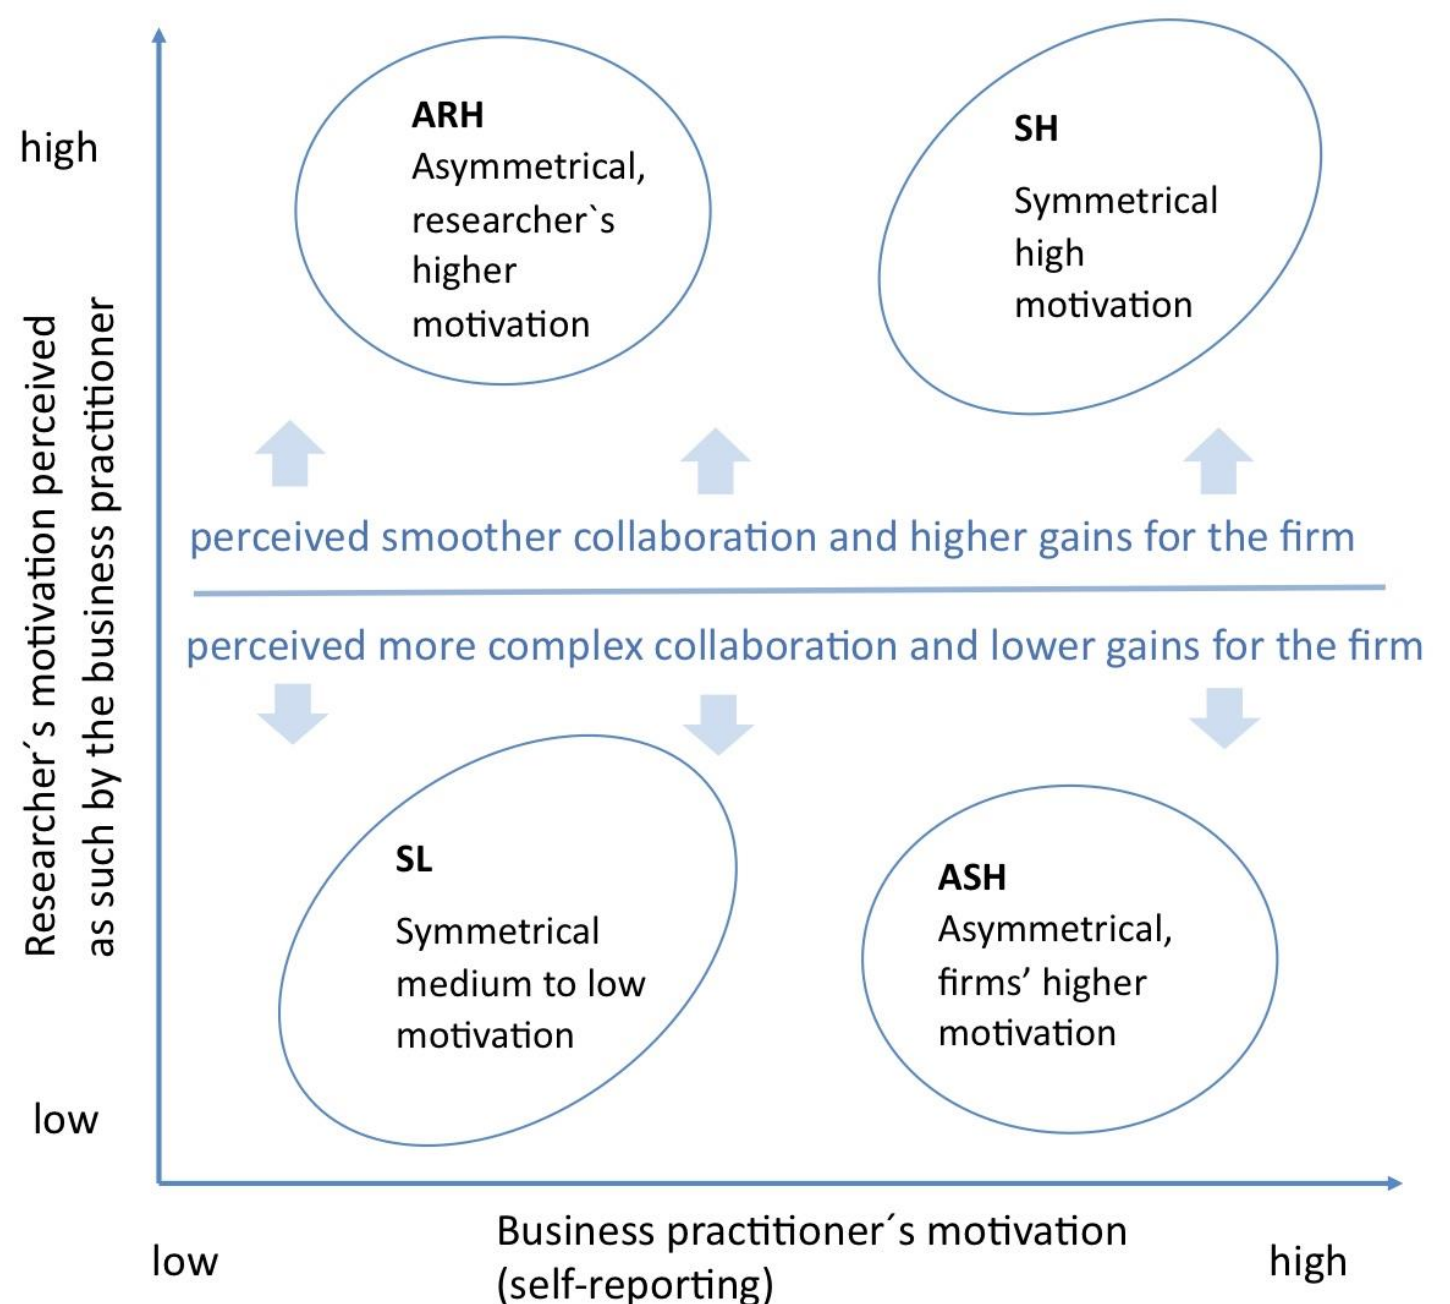 high
ARH
Asymmetrical,
researcher`s
higher
motivation
SH
Symmetrical
high
motivation
Researcher´s motivation perceived
as such by the business practitioner
perceived smoother collaboration and higher gains for the firm
perceived more complex collaboration and lower gains for the firm
SL
Symmetrical
medium to low
motivation
ASH
Asymmetrical,
firms’ higher
motivation
low
low
Business practitioner´s motivation
(self-reporting)
high